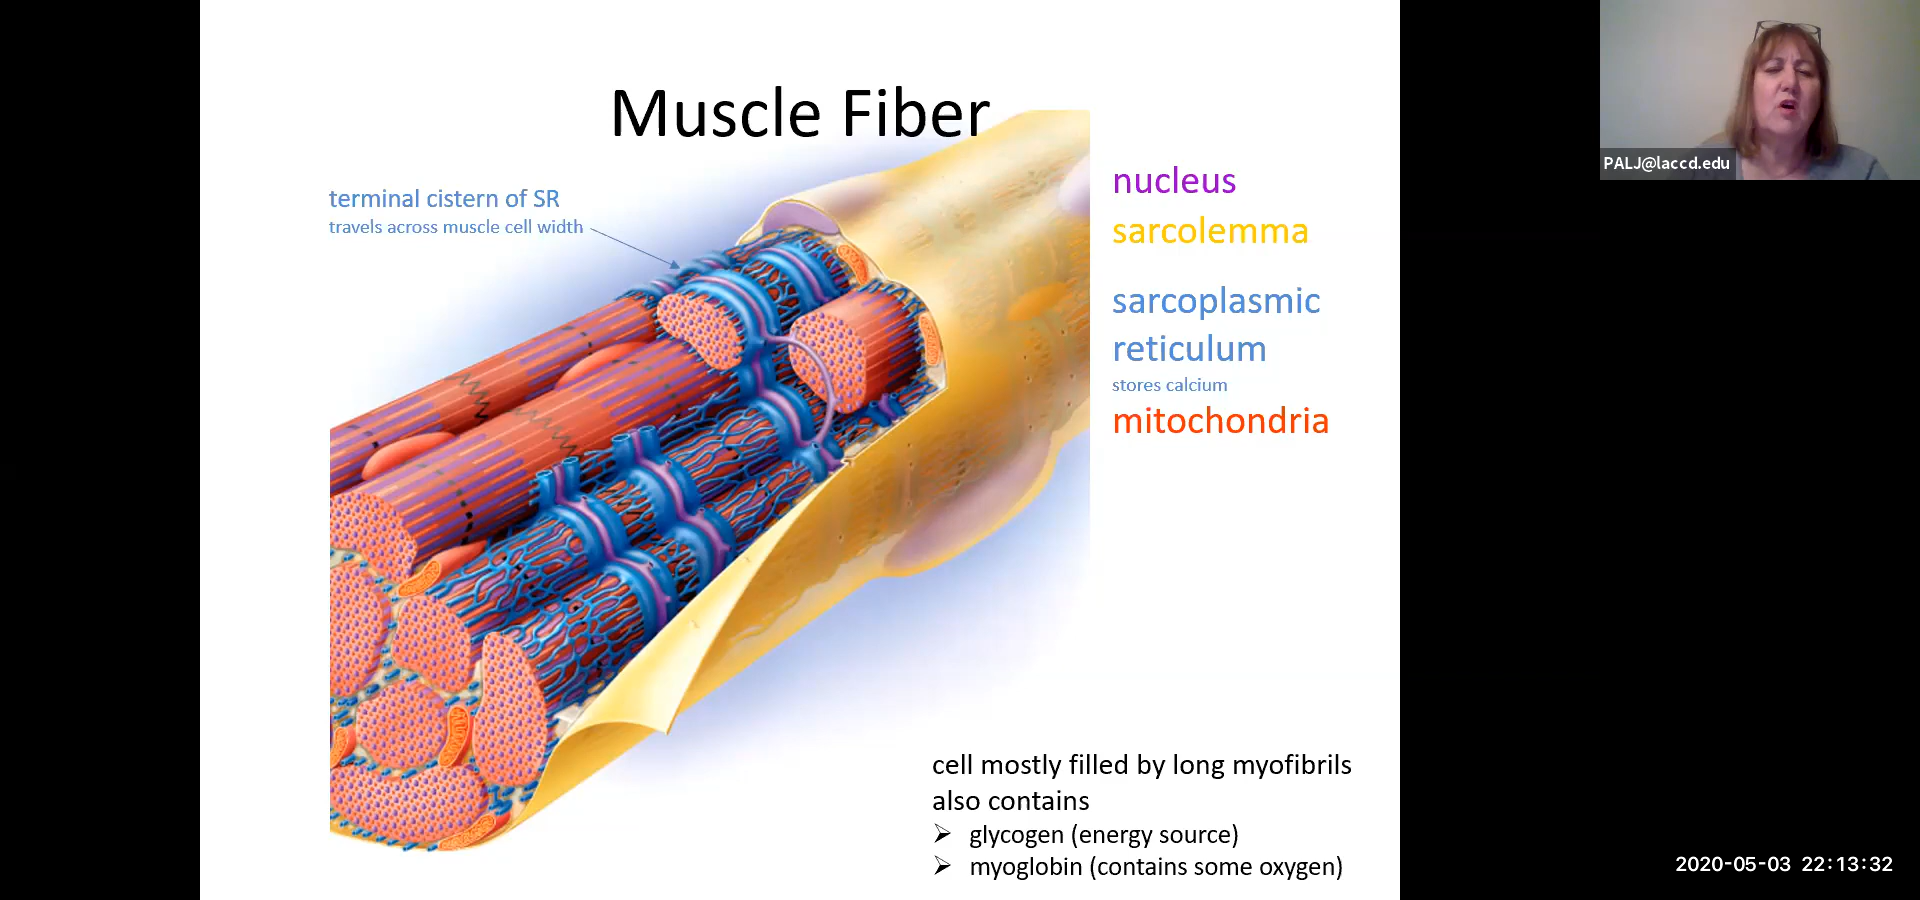 Muscle Fiber
terminal cistern of SR
travels across muscle cell width
nucleus
sarcolemma
sarcoplasmic
reticulum
stores calcium
mitochondria
cell mostly filled by long myofibrils
also contains
➢ glycogen (energy source)
➢ myoglobin (contains some oxygen)
PALJ@laccd.edu
2020-05-03 22:13:32